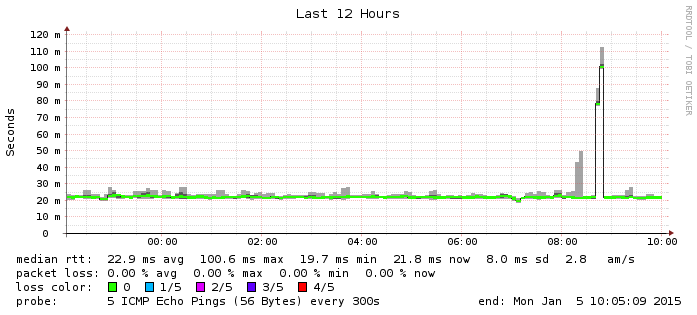 Last 12 Hours
RRDTOOL / TOBI OETIKER
Seconds
120 m
110 m
100 m
90 m
80 m
70 m
60 m
50 m
40 m
30 m
20 m
10 m
0
00:00 02:00 04:00 06:00 08:00 10:00
median rtt: 22.9 ms avg 100.6 ms max 19.7 ms min 21.8 ms now 8.0 ms sd 2.8 am/s
packet loss: 0.00 % avg 0.00 % max 0.00 % min 0.00 % now
loss color: 0 1/5 2/5 3/5 4/5
probe: 5 ICMP Echo Pings (56 Bytes) every 300s end: Mon Jan 5 10:05:09 2015